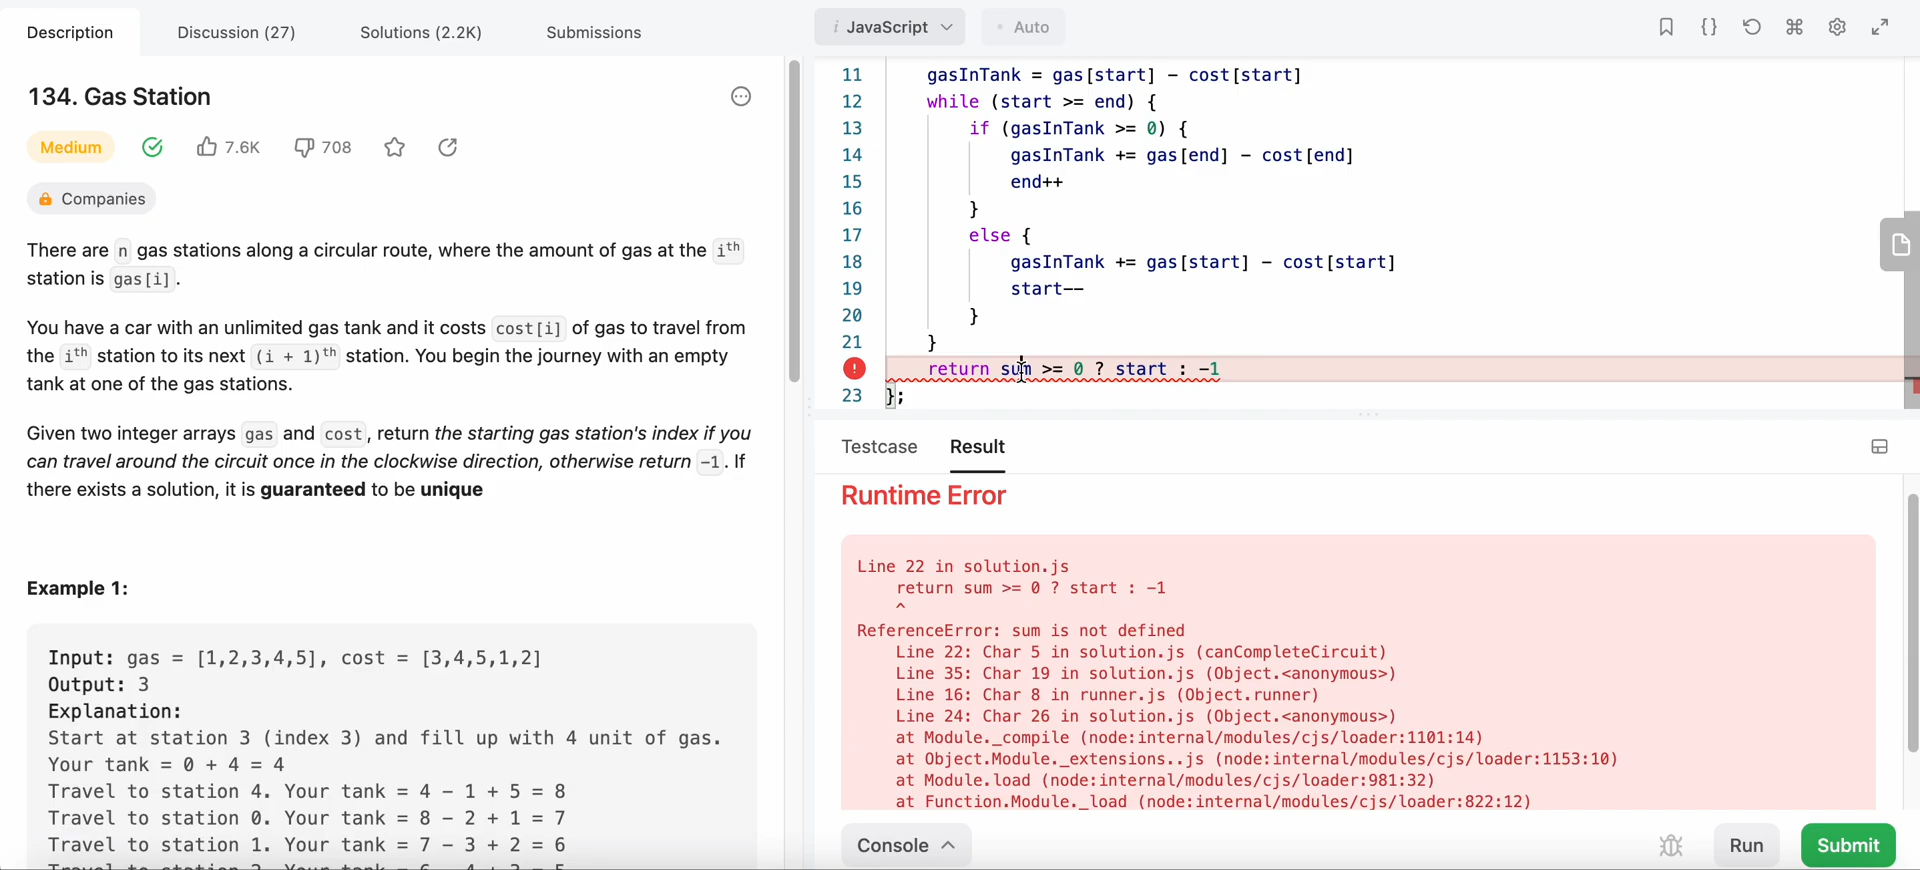 Description
Discussion (27)
Solutions (2.2K)
Submissions
134. Gas Station
Medium
7.6K
708
Companies
There are n gas stations along a circular route, where the amount of gas at the ith
station is gas[i].
You have a car with an unlimited gas tank and it costs cost[i] of gas to travel from
the ith station to its next (i + 1)th station. You begin the journey with an empty
tank at one of the gas stations.
Given two integer arrays gas and cost, return the starting gas station's index if you
can travel around the circuit once in the clockwise direction, otherwise return -1. If
there exists a solution, it is guaranteed to be unique
Example 1:
Input: gas = [1,2,3,4,5], cost = [3,4,5,1,2]
Output: 3
Explanation:
Start at station 3 (index 3) and fill up with 4 unit of gas.
Your tank = 0 + 4 = 4
Travel to station 4. Your tank = 4 - 1 + 5 = 8
Travel to station 0. Your tank = 8 - 2 + 1 = 7
Travel to station 1. Your tank = 7 - 3 + 2 = 6
Travel to station 2. Your tank = 6 - 4 + 3 = 5
i JavaScript
Auto
11 gasInTank = gas[start] - cost[start]
12 while (start >= end) {
13 if (gasInTank >= 0) {
14 gasInTank += gas[end] - cost[end]
15 end++
16 }
17 else {
18 gasInTank += gas[start] - cost[start]
19 start--
20 }
21 }
return sum >= 0 ? start : -1
23 };
Testcase
Result
Runtime Error
Line 22 in solution.js
return sum >= 0 ? start : -1
^
ReferenceError: sum is not defined
Line 22: Char 5 in solution.js (canCompleteCircuit)
Line 35: Char 19 in solution.js (Object.<anonymous>)
Line 16: Char 8 in runner.js (Object.runner)
Line 24: Char 26 in solution.js (Object.<anonymous>)
at Module._compile (node:internal/modules/cjs/loader:1101:14)
at Object.Module._extensions..js (node:internal/modules/cjs/loader:1153:10)
at Module.load (node:internal/modules/cjs/loader:981:32)
at Function.Module._load (node:internal/modules/cjs/loader:822:12)
Console
Run
Submit